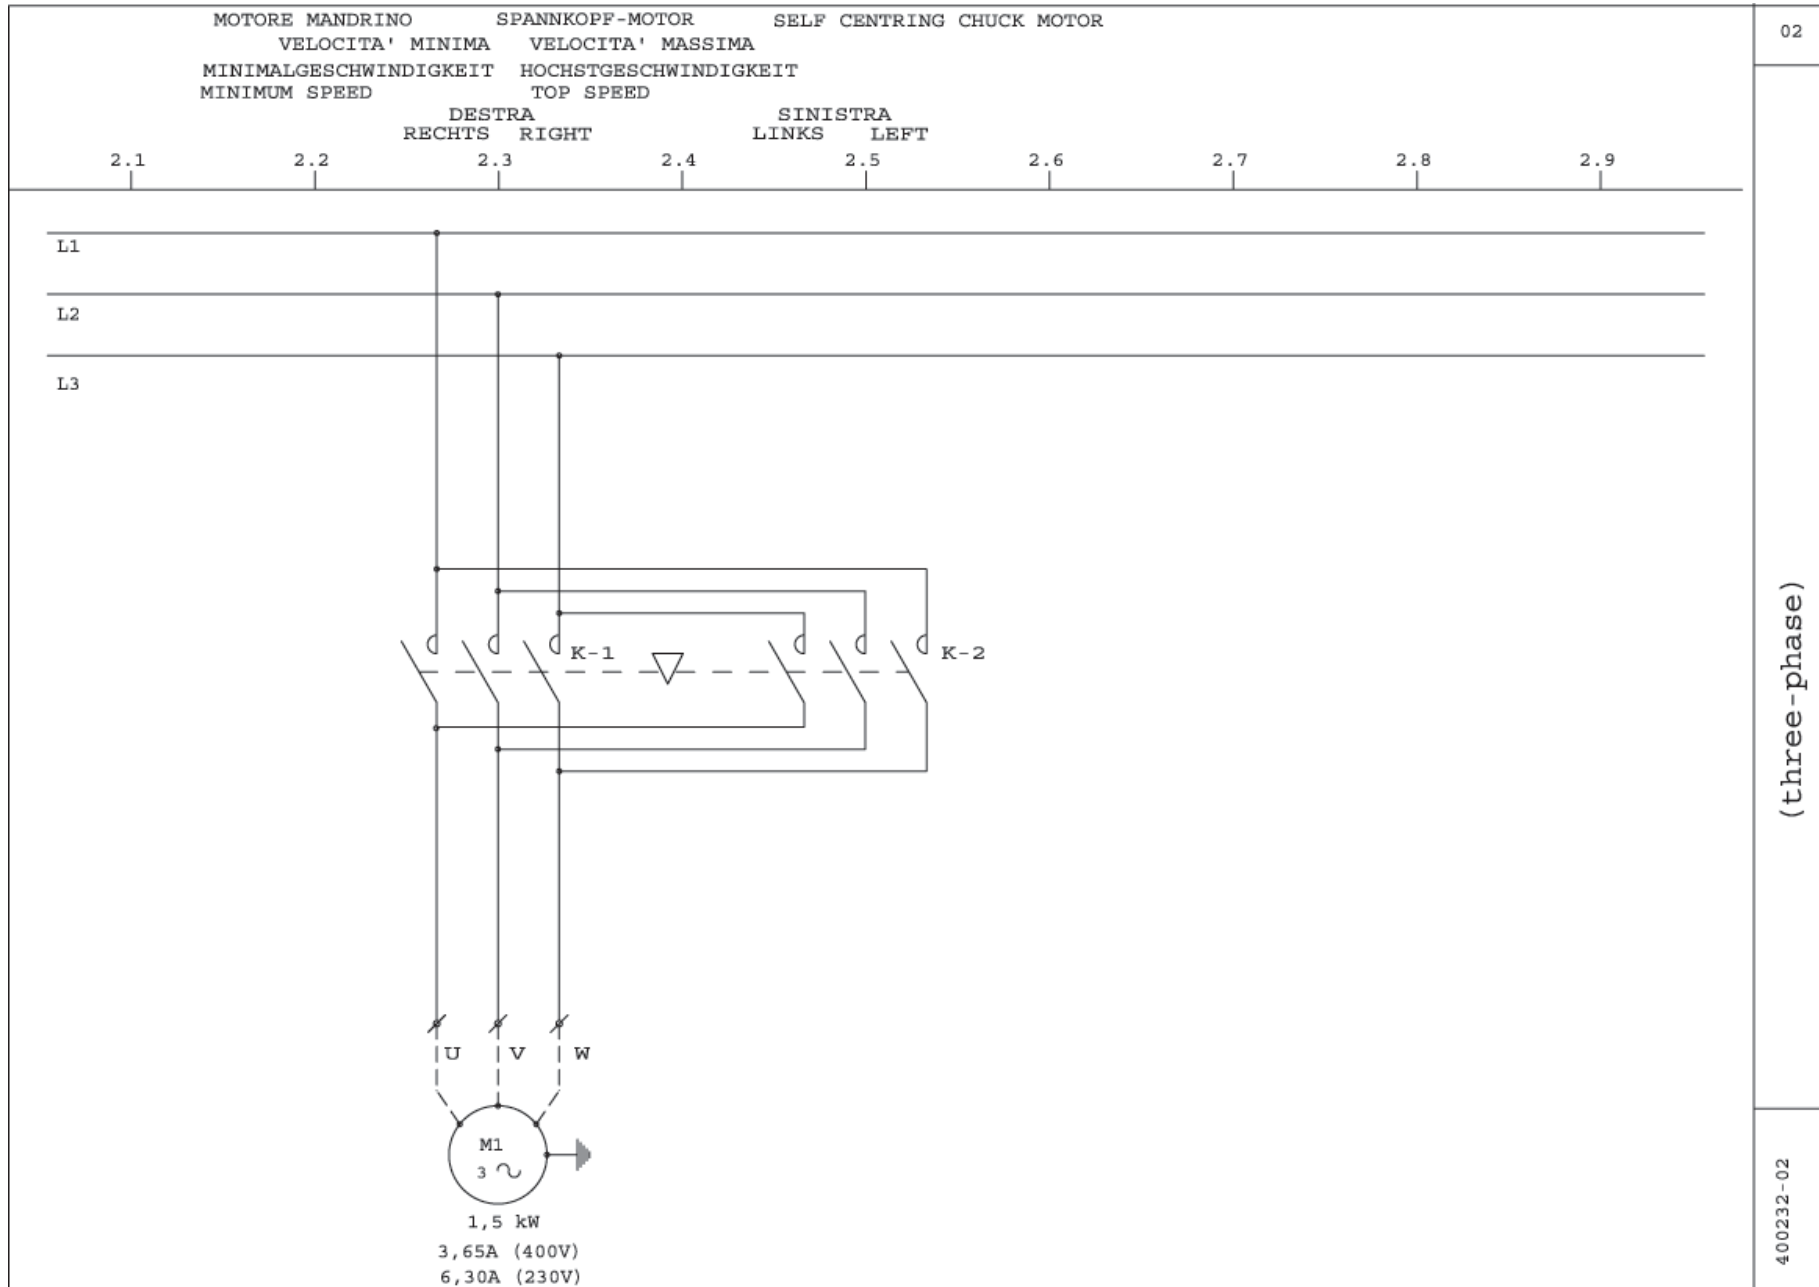 MOTORE MANDRINO SPANNKOPF-MOTOR SELF CENTRING CHUCK MOTOR
VELOCITA' MINIMA VELOCITA' MASSIMA
MINIMALGESCHWINDIGKEIT HOCHSTGESCHWINDIGKEIT
MINIMUM SPEED TOP SPEED
DESTRA SINISTRA
RECHTS RIGHT LINKS LEFT
2.1 2.2 2.3 2.4 2.5 2.6 2.7 2.8 2.9
L1
L2
L3
K-1 K-2
U V W
M1
3
1,5 kW
3,65A (400V)
6,30A (230V)
02
(three-phase)
400232-02